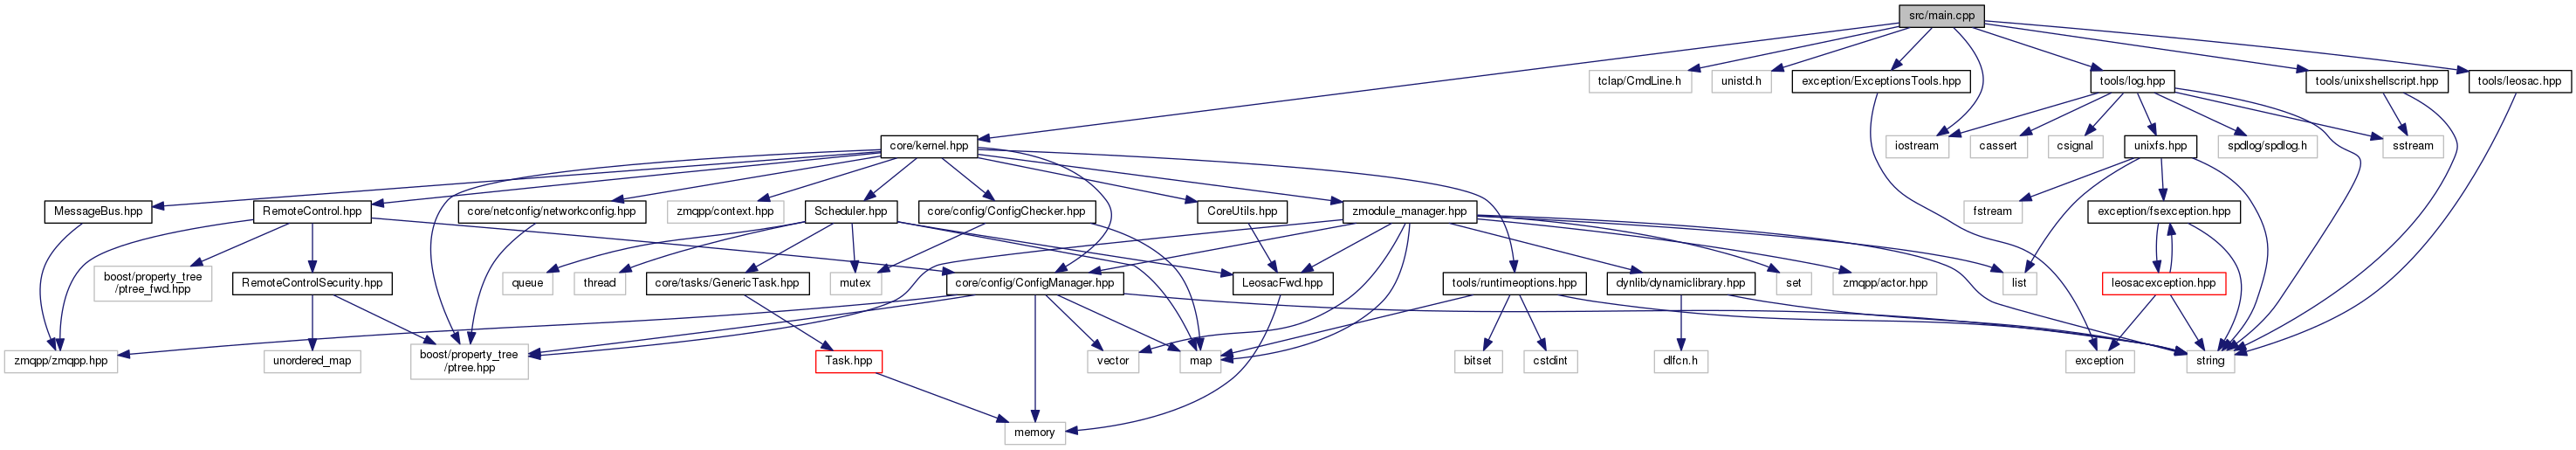 src/main.cpp
tclap/CmdLine.h
unistd.h
exception/ExceptionsTools.hpp
tools/log.hpp
tools/unixshellscript.hpp
tools/leosac.hpp
core/kernel.hpp
iostream
cassert
csignal
unixfs.hpp
spdlog/spdlog.h
sstream
MessageBus.hpp
RemoteControl.hpp
core/netconfig/networkconfig.hpp
zmqpp/context.hpp
Scheduler.hpp
core/config/ConfigChecker.hpp
CoreUtils.hpp
zmodule_manager.hpp
fstream
exception/fsexception.hpp
boost/property_tree
/ptree_fwd.hpp
RemoteControlSecurity.hpp
queue
thread
core/tasks/GenericTask.hpp
mutex
core/config/ConfigManager.hpp
LeosacFwd.hpp
tools/runtimeoptions.hpp
dynlib/dynamiclibrary.hpp
set
zmqpp/actor.hpp
list
leosacexception.hpp
zmqpp/zmqpp.hpp
unordered_map
boost/property_tree
/ptree.hpp
Task.hpp
vector
map
bitset
cstdint
dlfcn.h
exception
string
memory